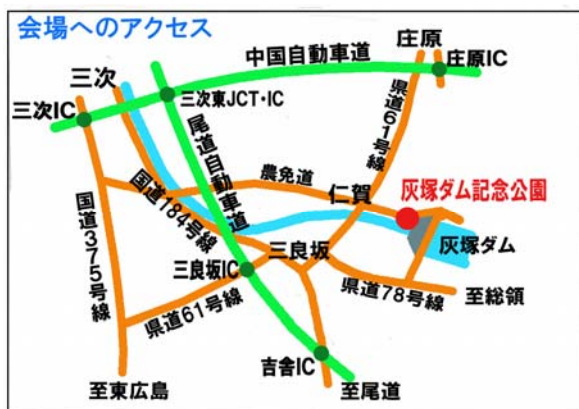 会場へのアクセス
中国自動車道
庄原
庄原IC
三次
三次IC
三次東JCT・IC
尾道自動車道
県道61号線
農免道
仁賀
灰塚ダム記念公園
国道184号線
国道375号線
三良坂
灰塚ダム
三良坂IC
県道78号線
至総領
県道61号線
吉舎IC
至東広島
至尾道